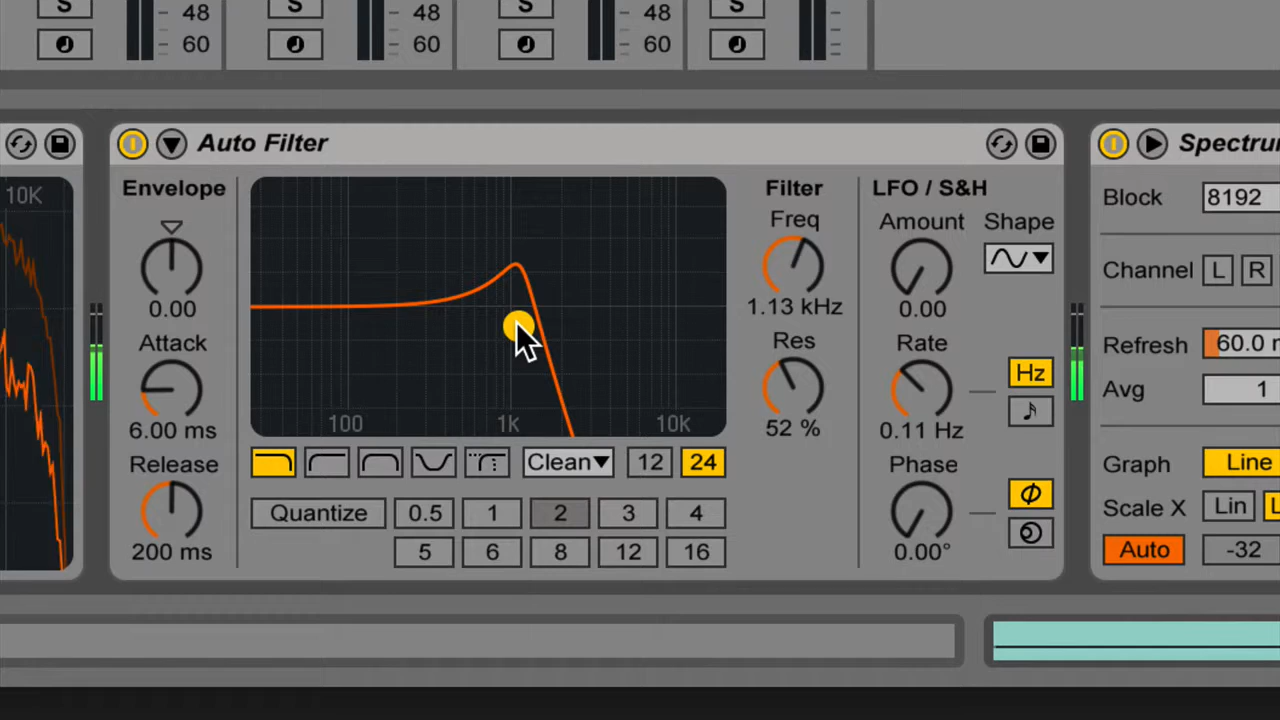 S S S S
48 48 48
60 60 60
Auto Filter
10K
Envelope
0.00
Attack
6.00 ms
Release
200 ms
100 1k 10k
Clean 12 24
Quantize 0.5 1 2 3 4
5 6 8 12 16
Filter
Freq
1.13 kHz
Res
52 %
LFO / S&H
Amount Shape
0.00
Rate
Hz
0.11 Hz
Phase
0.00°
Block 8192
Channel L R
Refresh 60.0
Avg 1
Graph Line
Scale X Lin
Auto -32